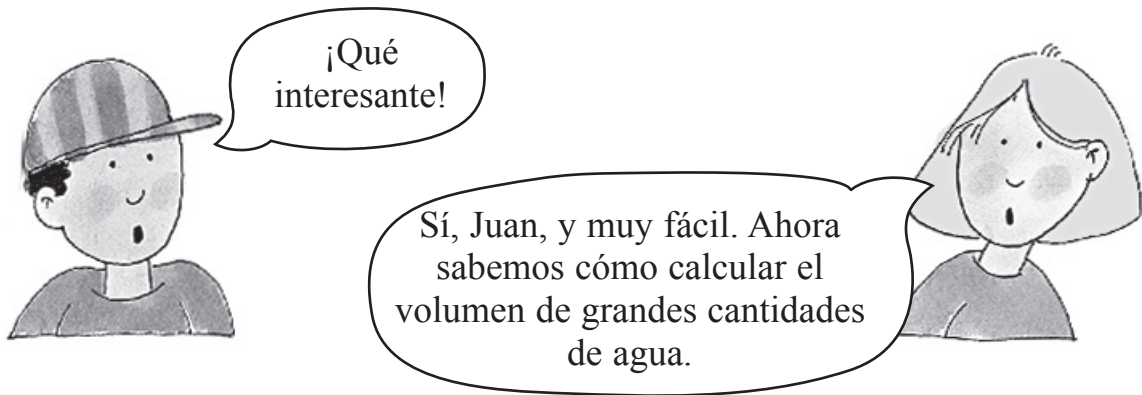 ¡Qué
interesante!
Sí, Juan, y muy fácil. Ahora
sabemos cómo calcular el
volumen de grandes cantidades
de agua.